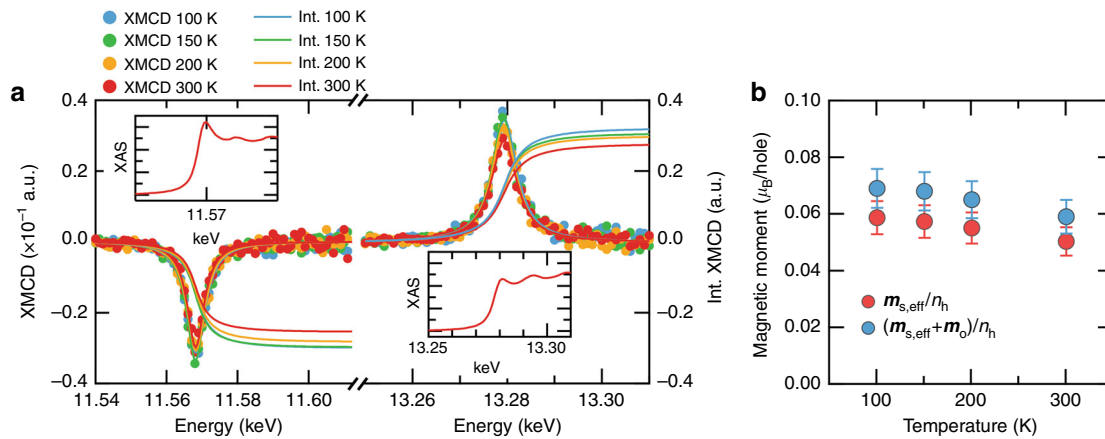 XMCD 100 K Int. 100 K
XMCD 150 K Int. 150 K
XMCD 200 K Int. 200 K
XMCD 300 K Int. 300 K
a
0.4 0.4
0.2 0.2
0.0 0.0
−0.2 −0.2
−0.4 −0.4
XMCD (×10⁻¹ a.u.)
Int. XMCD (a.u.)
XAS
11.57
keV
XAS
13.25 13.30
keV
11.54 11.56 11.58 11.60 13.26 13.28 13.30
Energy (keV) Energy (keV)
b
0.10
0.08
0.06
0.04
0.02
0.00
Magnetic moment (μB/hole)
ms,eff/nh
(ms,eff+mo)/nh
100 150 200 250 300
Temperature (K)